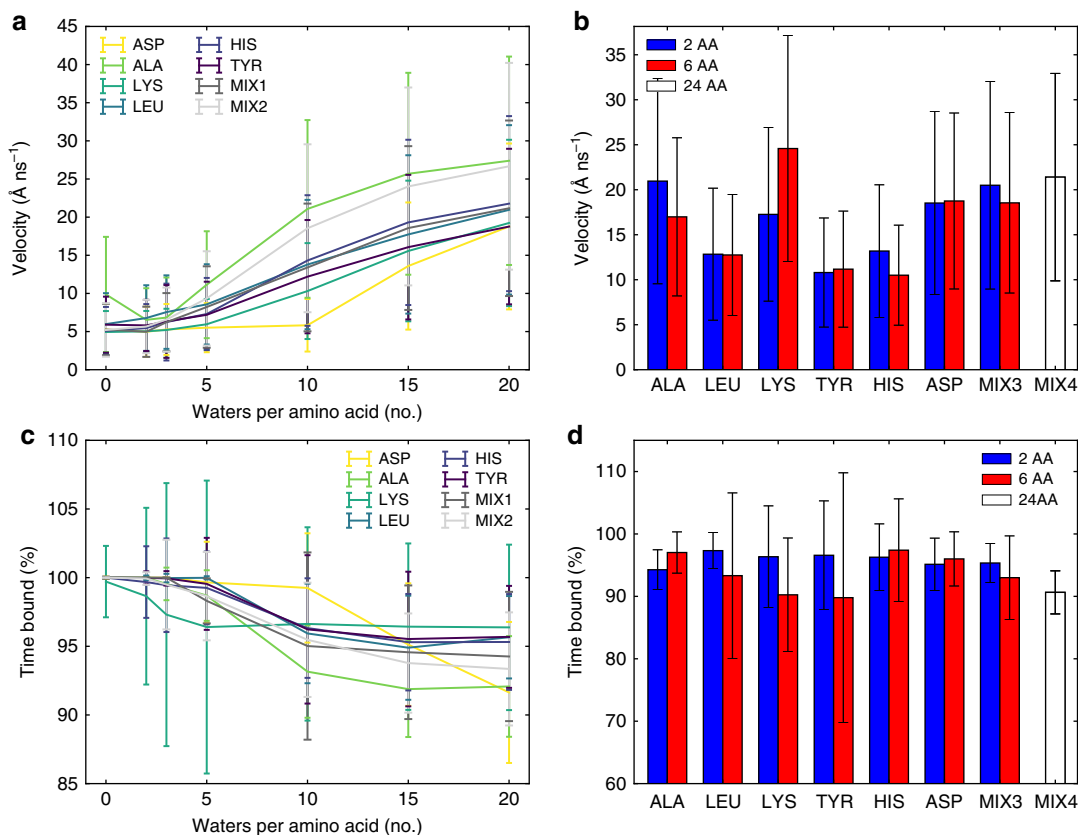 a
45
40
35
30
25
20
15
10
5
0
Velocity (Å ns⁻¹)
ASP
ALA
LYS
LEU
HIS
TYR
MIX1
MIX2
0 5 10 15 20
Waters per amino acid (no.)
b
35
30
25
20
15
10
5
0
Velocity (Å ns⁻¹)
2 AA
6 AA
24 AA
ALA LEU LYS TYR HIS ASP MIX3 MIX4
c
110
105
100
95
90
85
Time bound (%)
ASP
ALA
LYS
LEU
HIS
TYR
MIX1
MIX2
0 5 10 15 20
Waters per amino acid (no.)
d
110
100
90
80
70
60
Time bound (%)
2 AA
6 AA
24AA
ALA LEU LYS TYR HIS ASP MIX3 MIX4